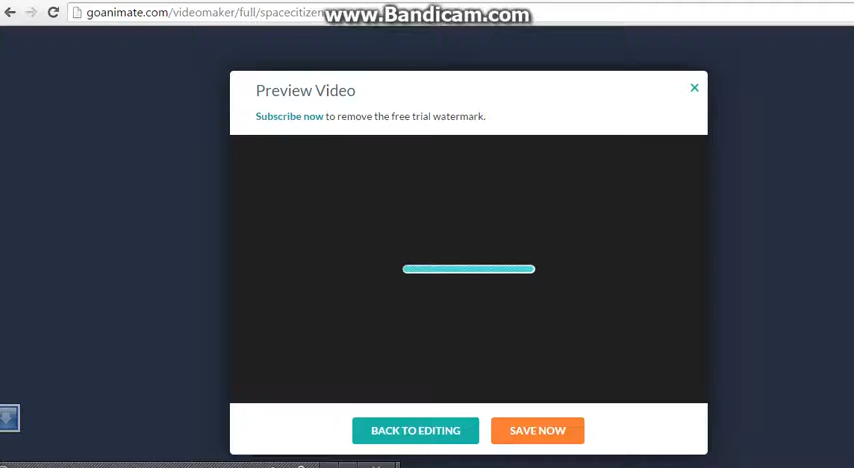 goanimate.com/videomaker/full/spacecitizen
www.Bandicam.com
Preview Video
Subscribe now to remove the free trial watermark.
BACK TO EDITING
SAVE NOW